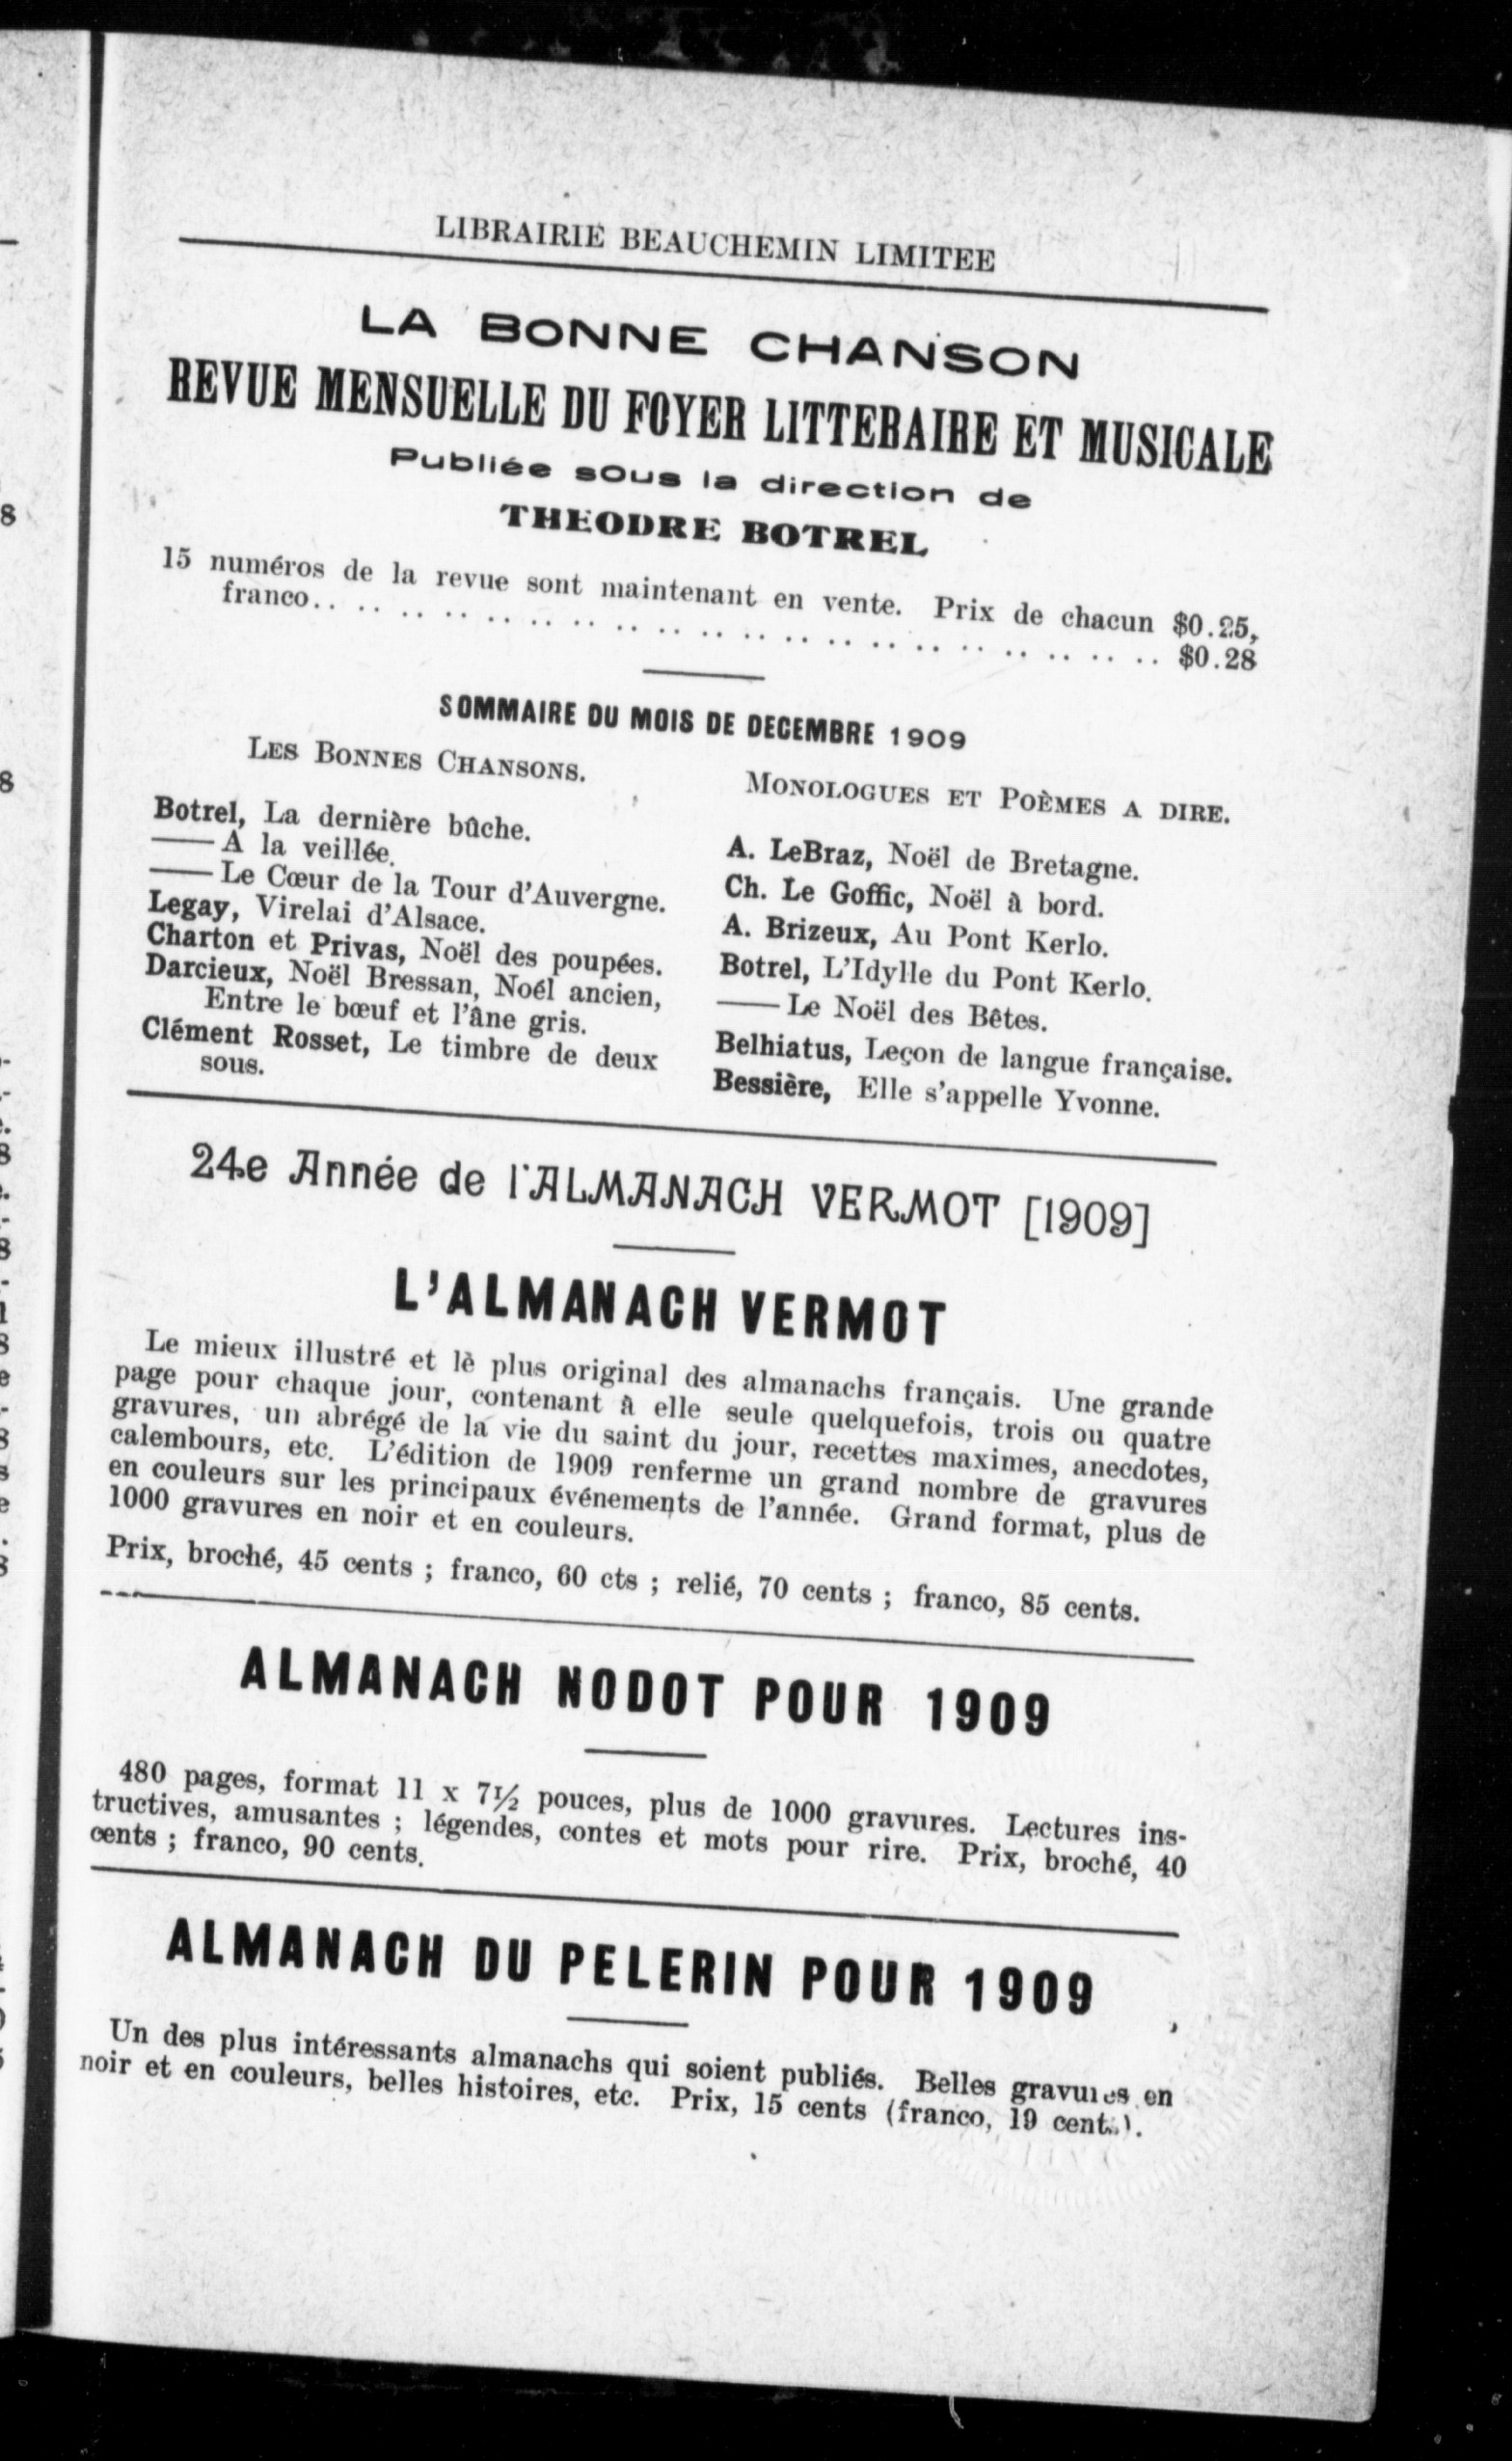 LIBRAIRIE BEAUCHEMIN LIMITEE
LA BONNE CHANSON
REVUE MENSUELLE DU FOYER LITTERAIRE ET MUSICALE
Publiée sous la direction de
THEODRE BOTREL
15 numéros de la revue sont maintenant en vente. Prix de chacun $0.25,
franco.. .. .. .. .. .. .. .. .. .. .. .. .. .. .. .. .. .. .. .. $0.28
SOMMAIRE DU MOIS DE DECEMBRE 1909
LES BONNES CHANSONS.
Botrel, La dernière bûche.
—— A la veillée.
—— Le Cœur de la Tour d'Auvergne.
Legay, Virelai d'Alsace.
Charton et Privas, Noël des poupées.
Darcieux, Noël Bressan, Noél ancien,
Entre le bœuf et l'âne gris.
Clément Rosset, Le timbre de deux
sous.
MONOLOGUES ET POÈMES A DIRE.
A. LeBraz, Noël de Bretagne.
Ch. Le Goffic, Noël à bord.
A. Brizeux, Au Pont Kerlo.
Botrel, L'Idylle du Pont Kerlo.
—— Le Noël des Bêtes.
Belhiatus, Leçon de langue française.
Bessière, Elle s'appelle Yvonne.
24e Année de l'ALMANACH VERMOT [1909]
L'ALMANACH VERMOT
Le mieux illustré et lè plus original des almanachs français. Une grande
page pour chaque jour, contenant à elle seule quelquefois, trois ou quatre
gravures, un abrégé de la vie du saint du jour, recettes maximes, anecdotes,
calembours, etc. L'édition de 1909 renferme un grand nombre de gravures
en couleurs sur les principaux événements de l'année. Grand format, plus de
1000 gravures en noir et en couleurs.
Prix, broché, 45 cents ; franco, 60 cts ; relié, 70 cents ; franco, 85 cents.
ALMANACH NODOT POUR 1909
480 pages, format 11 x 7½ pouces, plus de 1000 gravures. Lectures ins-
tructives, amusantes ; légendes, contes et mots pour rire. Prix, broché, 40
cents ; franco, 90 cents.
ALMANACH DU PELERIN POUR 1909
Un des plus intéressants almanachs qui soient publiés. Belles gravures en
noir et en couleurs, belles histoires, etc. Prix, 15 cents (franco, 19 cents).